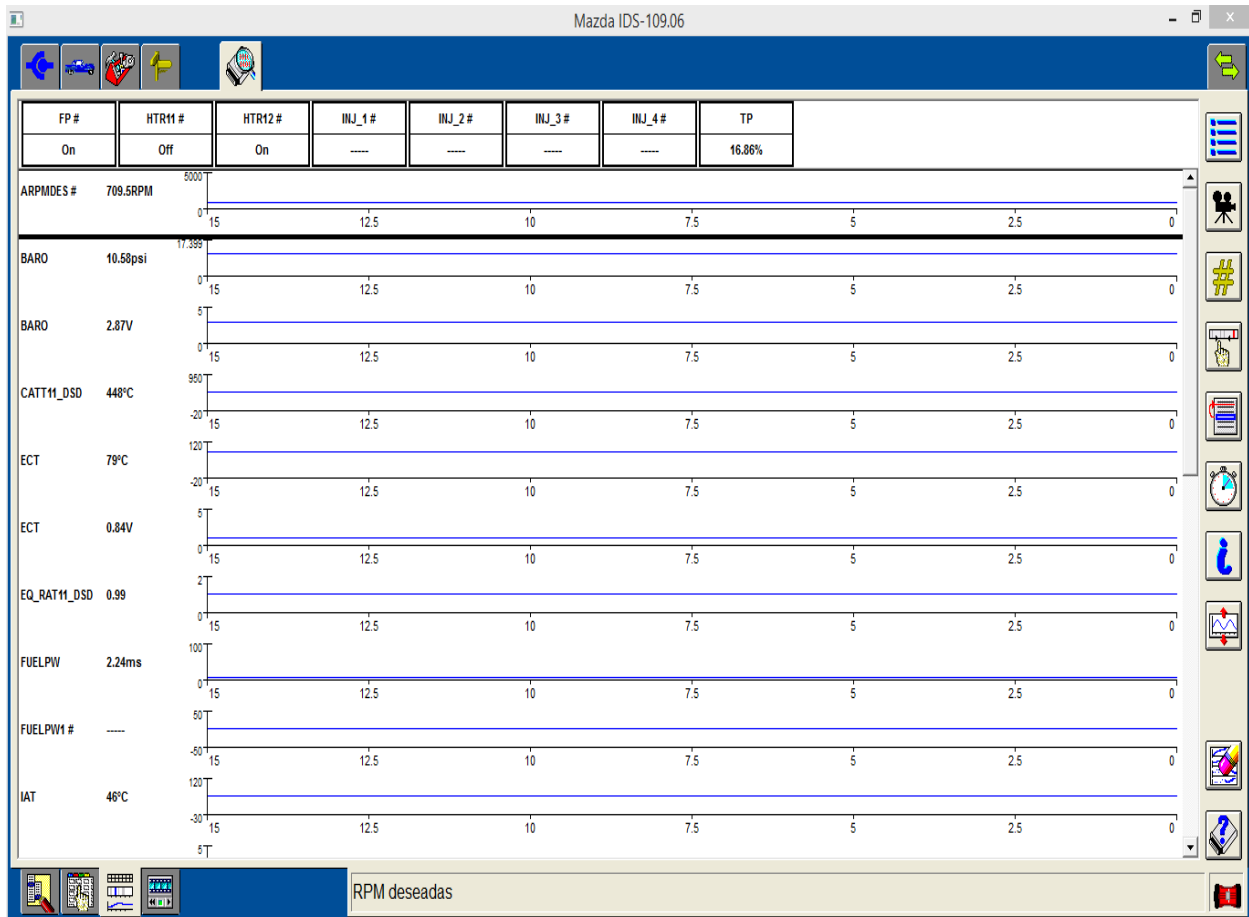 Mazda IDS-109.06
FP # HTR11 # HTR12 # INJ_1 # INJ_2 # INJ_3 # INJ_4 # TP
On Off On ----- ----- ----- ----- 16.86%
ARPMDES # 709.5RPM 5000
0
15 12.5 10 7.5 5 2.5 0
BARO 10.58psi 17.399
0
15 12.5 10 7.5 5 2.5 0
BARO 2.87V 5
0
15 12.5 10 7.5 5 2.5 0
CATT11_DSD 448°C 950
-20
15 12.5 10 7.5 5 2.5 0
ECT 79°C 120
-20
15 12.5 10 7.5 5 2.5 0
ECT 0.84V 5
0
15 12.5 10 7.5 5 2.5 0
EQ_RAT11_DSD 0.99 2
0
15 12.5 10 7.5 5 2.5 0
FUELPW 2.24ms 100
0
15 12.5 10 7.5 5 2.5 0
FUELPW1 # ----- 50
-50
15 12.5 10 7.5 5 2.5 0
IAT 46°C 120
-30
15 12.5 10 7.5 5 2.5 0
5
RPM deseadas